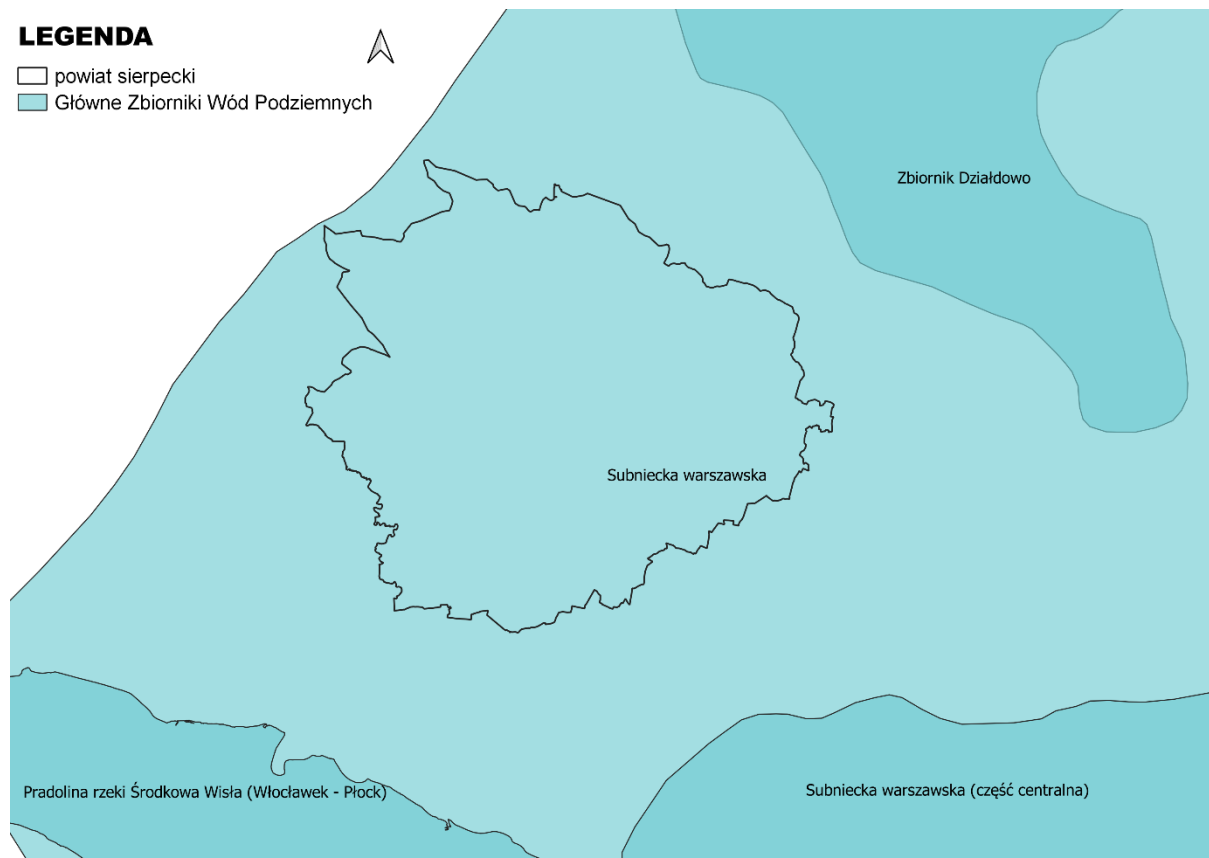 LEGENDA
powiat sierpecki
Główne Zbiorniki Wód Podziemnych
Zbiornik Działdowo
Subniecka warszawska
Pradolina rzeki Środkowa Wisła (Włocławek - Płock)
Subniecka warszawska (część centralna)